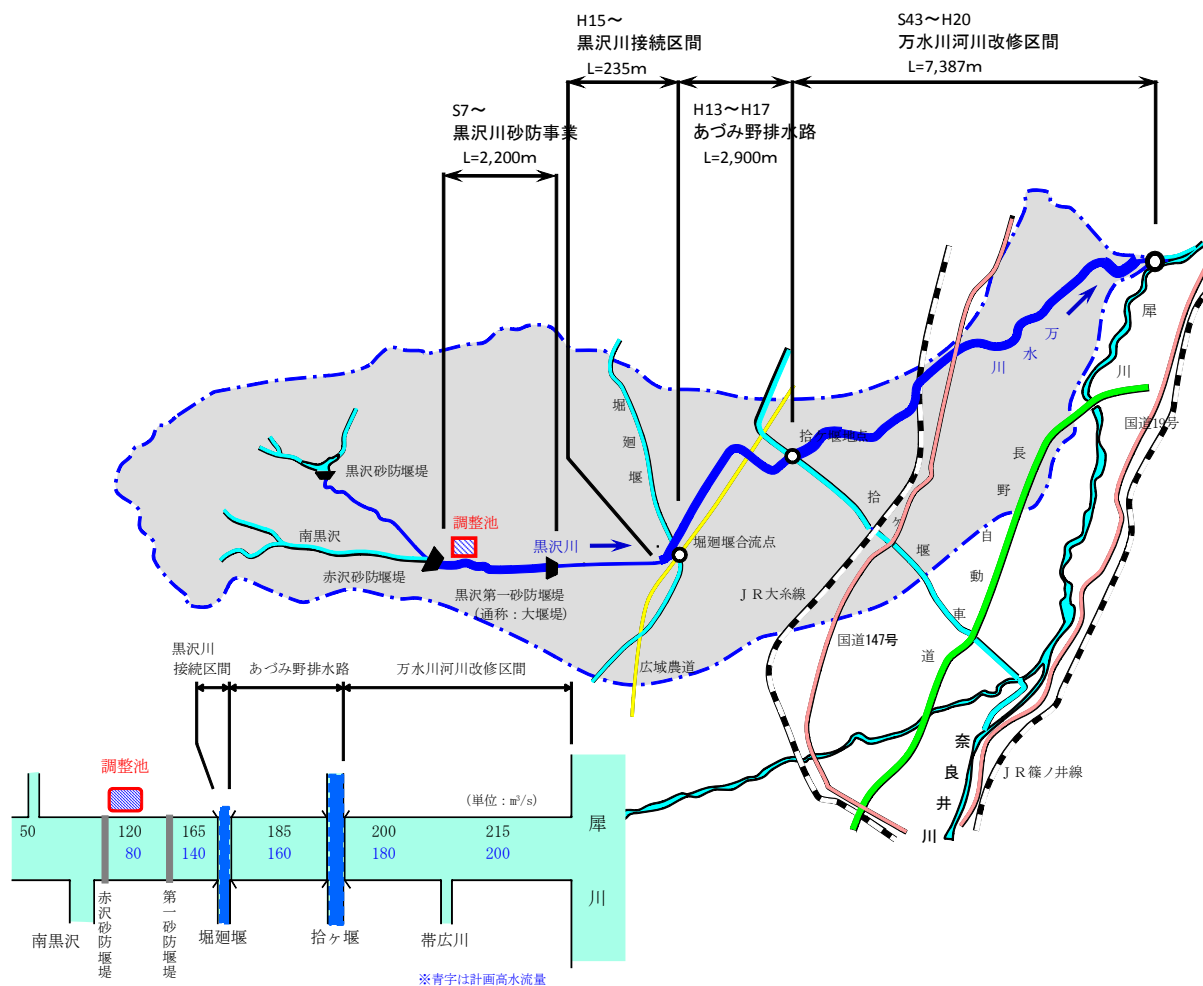 H15～
黒沢川接続区間
L=235m
S43～H20
万水川河川改修区間
L=7,387m
S7～
黒沢川砂防事業
L=2,200m
H13～H17
あづみ野排水路
L=2,900m
犀川
万水川
国道19号
堀廻堰
拾ヶ堰地点
長野自動車道
黒沢砂防堰堤
拾ヶ堰
南黒沢
調整池
黒沢川
堀廻堰合流点
赤沢砂防堰堤
黒沢第一砂防堰堤
(通称：大堰堤)
ＪＲ大糸線
国道147号
広域農道
奈良井川
ＪＲ篠ノ井線
黒沢川
接続区間
あづみ野排水路
万水川河川改修区間
調整池
(単位：m³/s)
50
120
165
185
200
215
80
140
160
180
200
犀川
南黒沢
赤沢砂防堰堤
第一砂防堰堤
堀廻堰
拾ヶ堰
帯広川
※青字は計画高水流量